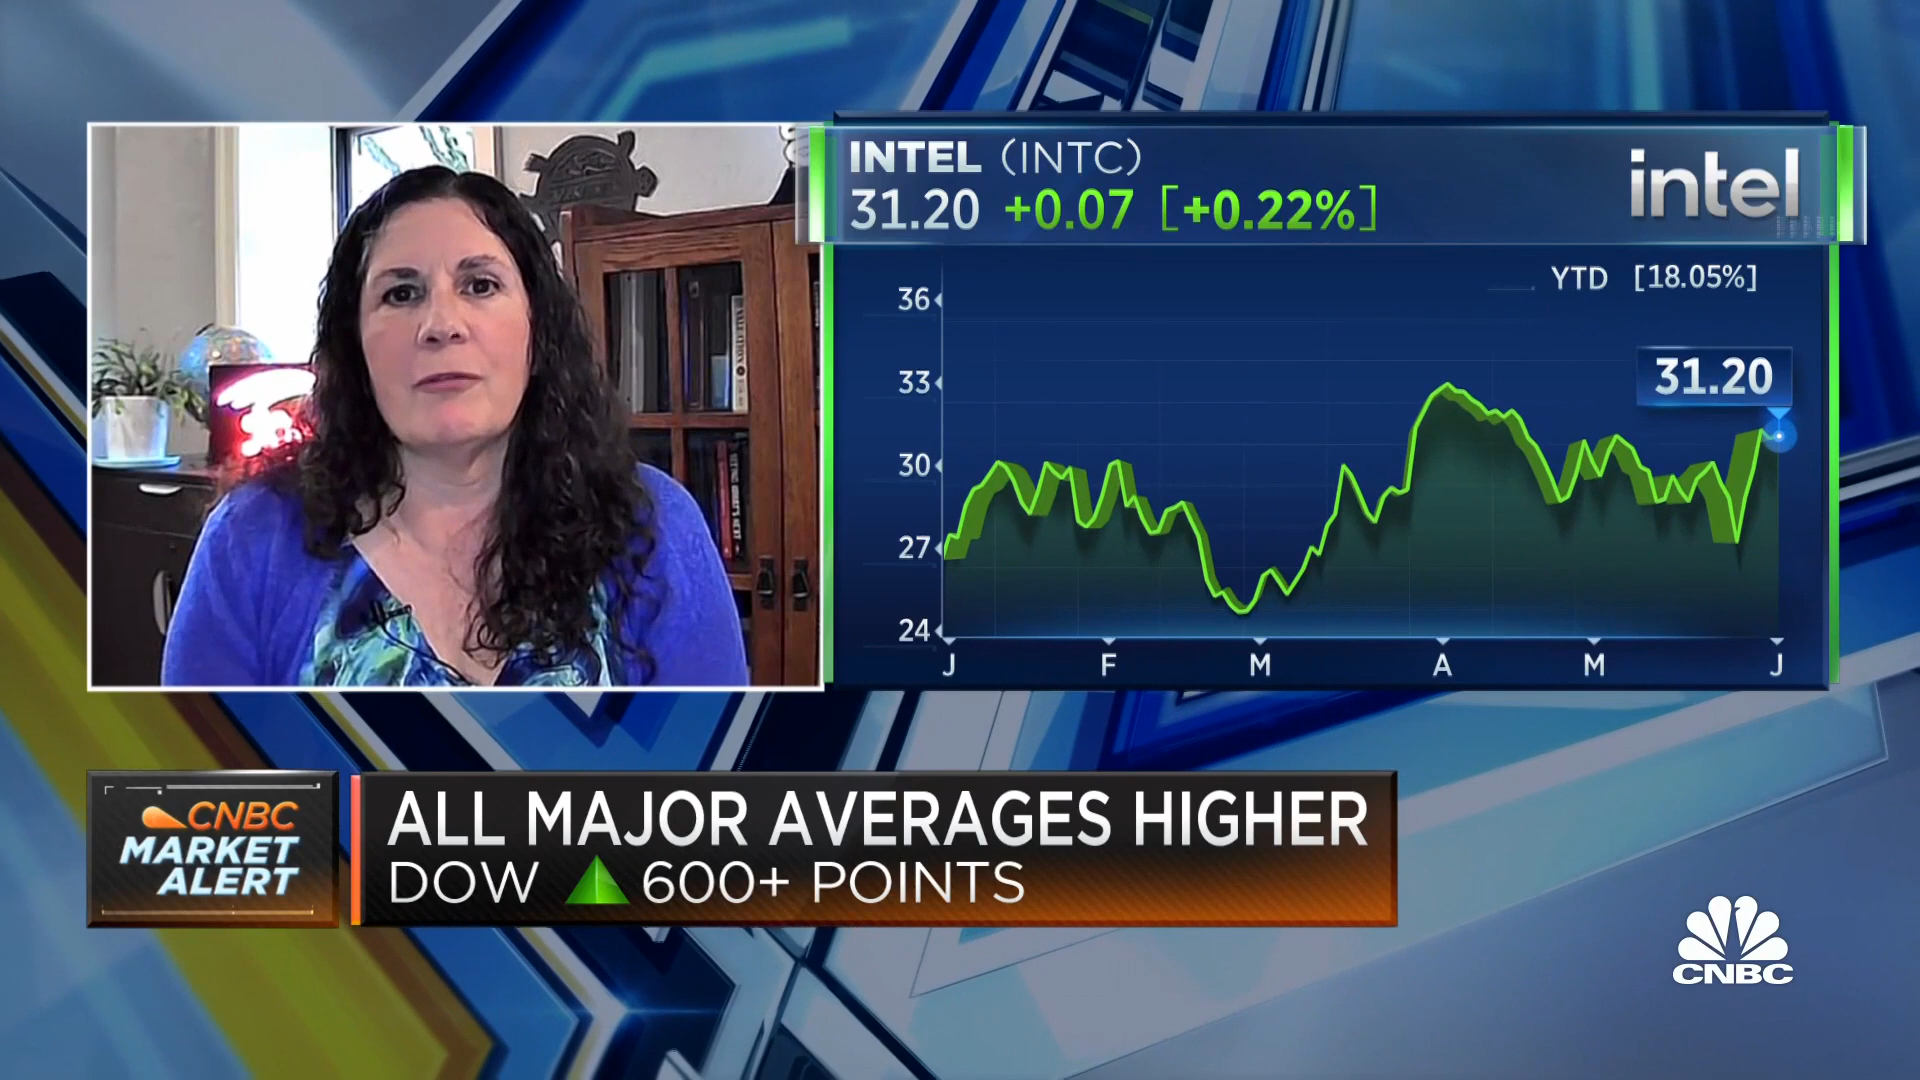 INTEL (INTC)
31.20 +0.07 [+0.22%]
intel
YTD [18.05%]
36
33
31.20
30
27
24
J F M A M J
CNBC
MARKET
ALERT
ALL MAJOR AVERAGES HIGHER
DOW 600+ POINTS
CNBC